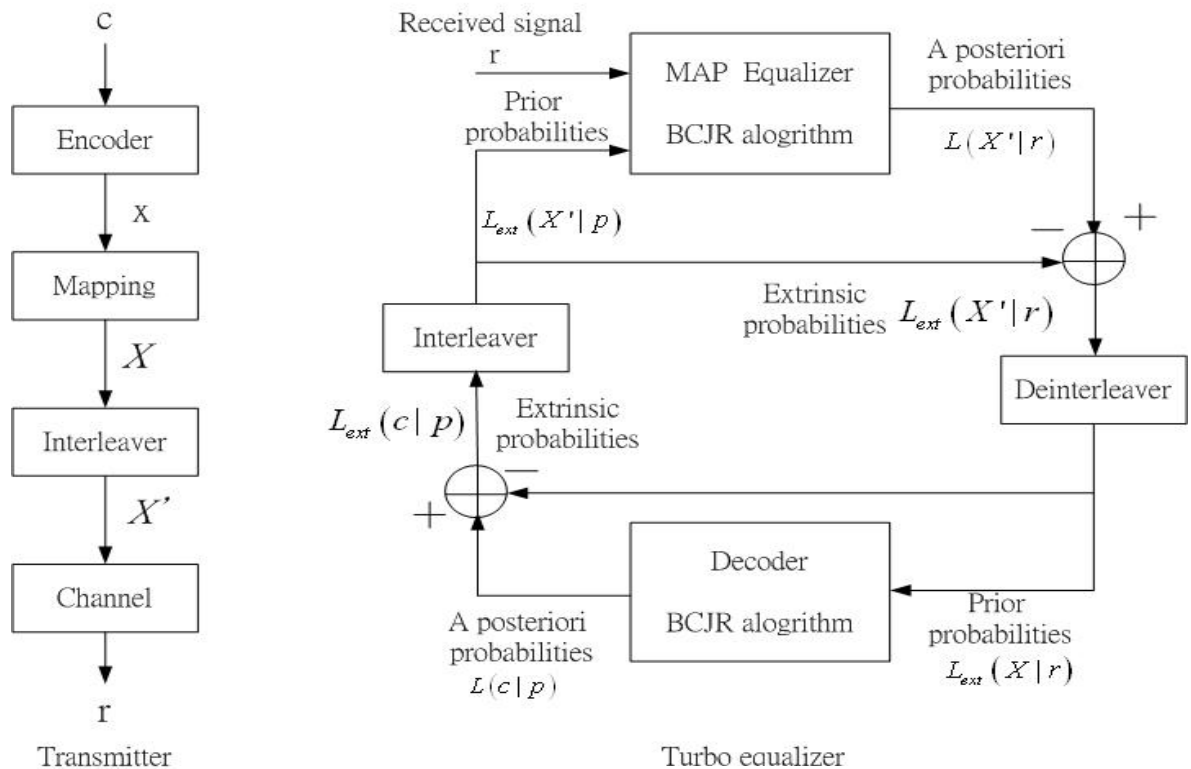 c
Encoder
x
Mapping
X
Interleaver
X'
Channel
r
Transmitter
Received signal
r
Prior
probabilities
MAP Equalizer
BCJR alogrithm
A posteriori
probabilities
L(X'|r)
+
−
L_ext(X'|p)
Extrinsic
probabilities L_ext(X'|r)
Interleaver
Deinterleaver
L_ext(c|p)
Extrinsic
probabilities
−
+
Decoder
BCJR alogrithm
A posteriori
probabilities
L(c|p)
Prior
probabilities
L_ext(X|r)
Turbo equalizer